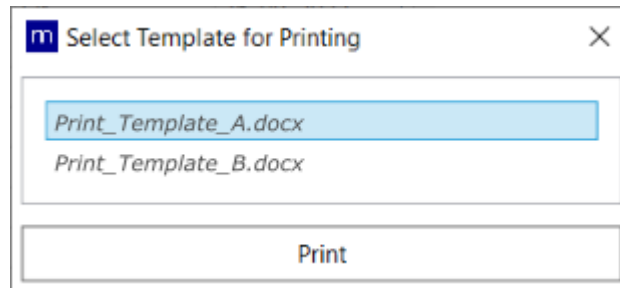 m Select Template for Printing
Print_Template_A.docx
Print_Template_B.docx
Print